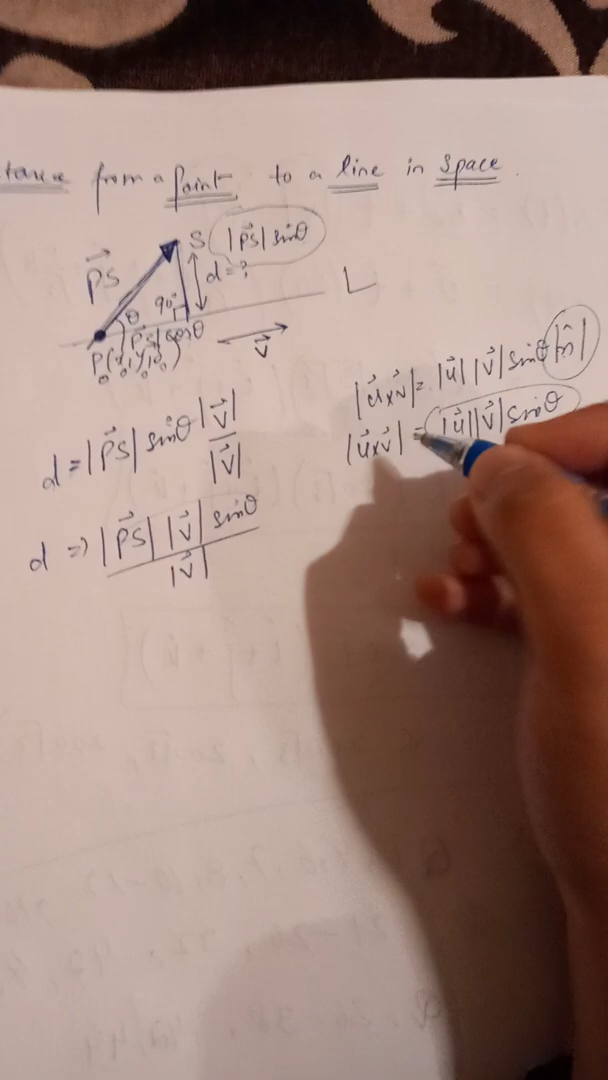 from a Point to a line in Space.
S |PS⃗| sinθ
PS⃗
d=?
90°
L
θ
|PS⃗| cosθ
P(x₀,y₀,z₀)
v⃗
|u⃗×v⃗| = |u⃗| |v⃗| sinθ |n̂|
|u⃗×v⃗| = |u⃗||v⃗| sinθ
d = |PS⃗| sinθ |v⃗| / |v⃗|
d => |PS⃗| |v⃗| sinθ / |v⃗|